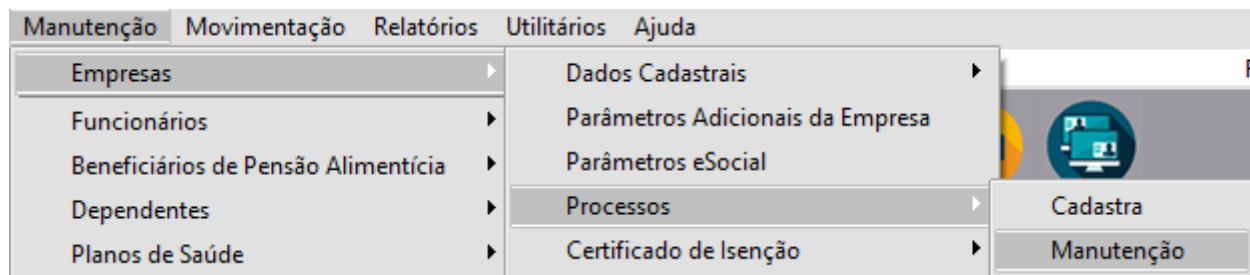 Manutenção Movimentação Relatórios Utilitários Ajuda
Empresas
Funcionários
Beneficiários de Pensão Alimentícia
Dependentes
Planos de Saúde
Dados Cadastrais
Parâmetros Adicionais da Empresa
Parâmetros eSocial
Processos
Certificado de Isenção
Cadastra
Manutenção